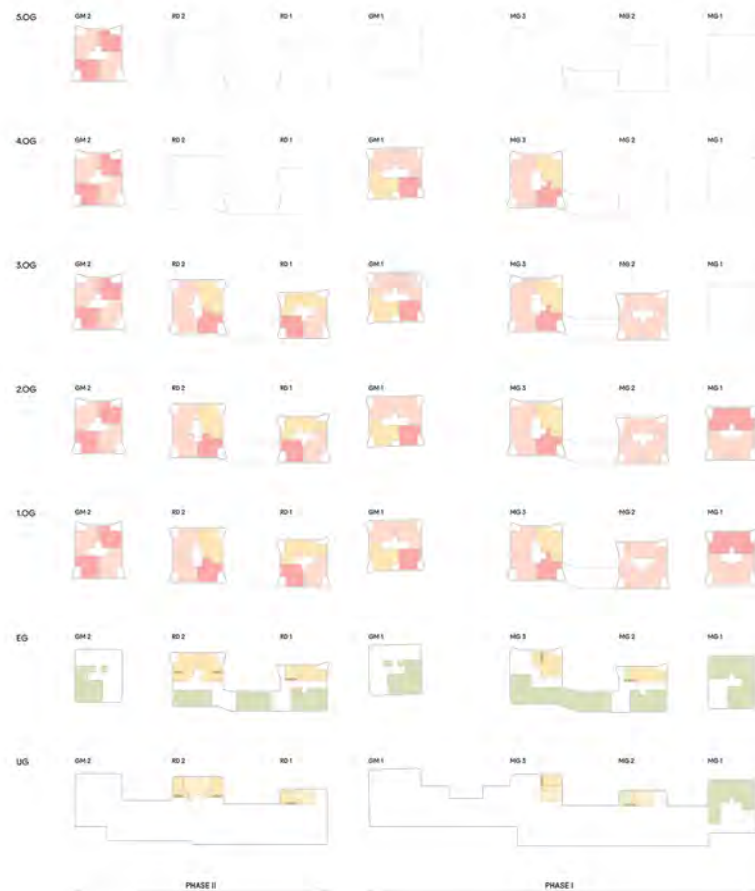 5.OG GM 2 RD 2 RD 1 GM 1 MG 3 MG 2 MG 1
4.OG GM 2 RD 2 RD 1 GM 1 MG 3 MG 2 MG 1
3.OG GM 2 RD 2 RD 1 GM 1 MG 3 MG 2 MG 1
2.OG GM 2 RD 2 RD 1 GM 1 MG 3 MG 2 MG 1
1.OG GM 2 RD 2 RD 1 GM 1 MG 3 MG 2 MG 1
EG GM 2 RD 2 RD 1 GM 1 MG 3 MG 2 MG 1
UG GM 2 RD 2 RD 1 GM 1 MG 3 MG 2 MG 1
PHASE II PHASE I